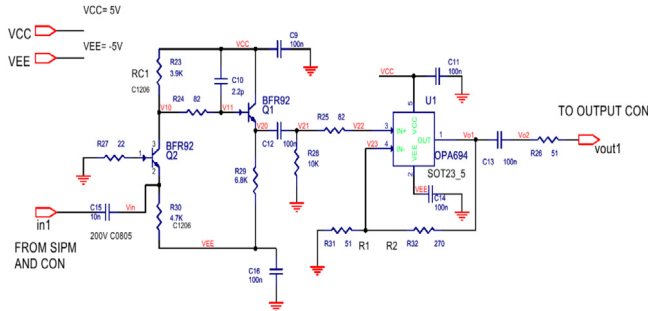 VCC= 5V
VCC
VEE= -5V
VEE
RC1
R23
3.9K
C1206
VCC
C9
100n
C10
2.2p
R24
82
V10
V11
BFR92
Q1
R27
22
BFR92
Q2
1
3
2
V20
C12
100n
V21
R25
82
V22
R28
10K
R29
6.8K
in1
C15
10n
Vin
200V C0805
FROM SIPM
AND CON
R30
4.7K
C1206
VEE
C16
100n
VCC
C11
100n
U1
5
3
IN+
VCC
OUT
1
4
IN-
VEE
2
V23
OPA694
SOT23_5
VEE
C14
100n
R31
51
R1
R2
R32
270
Vo1
C13
100n
Vo2
R26
51
TO OUTPUT CON
vout1